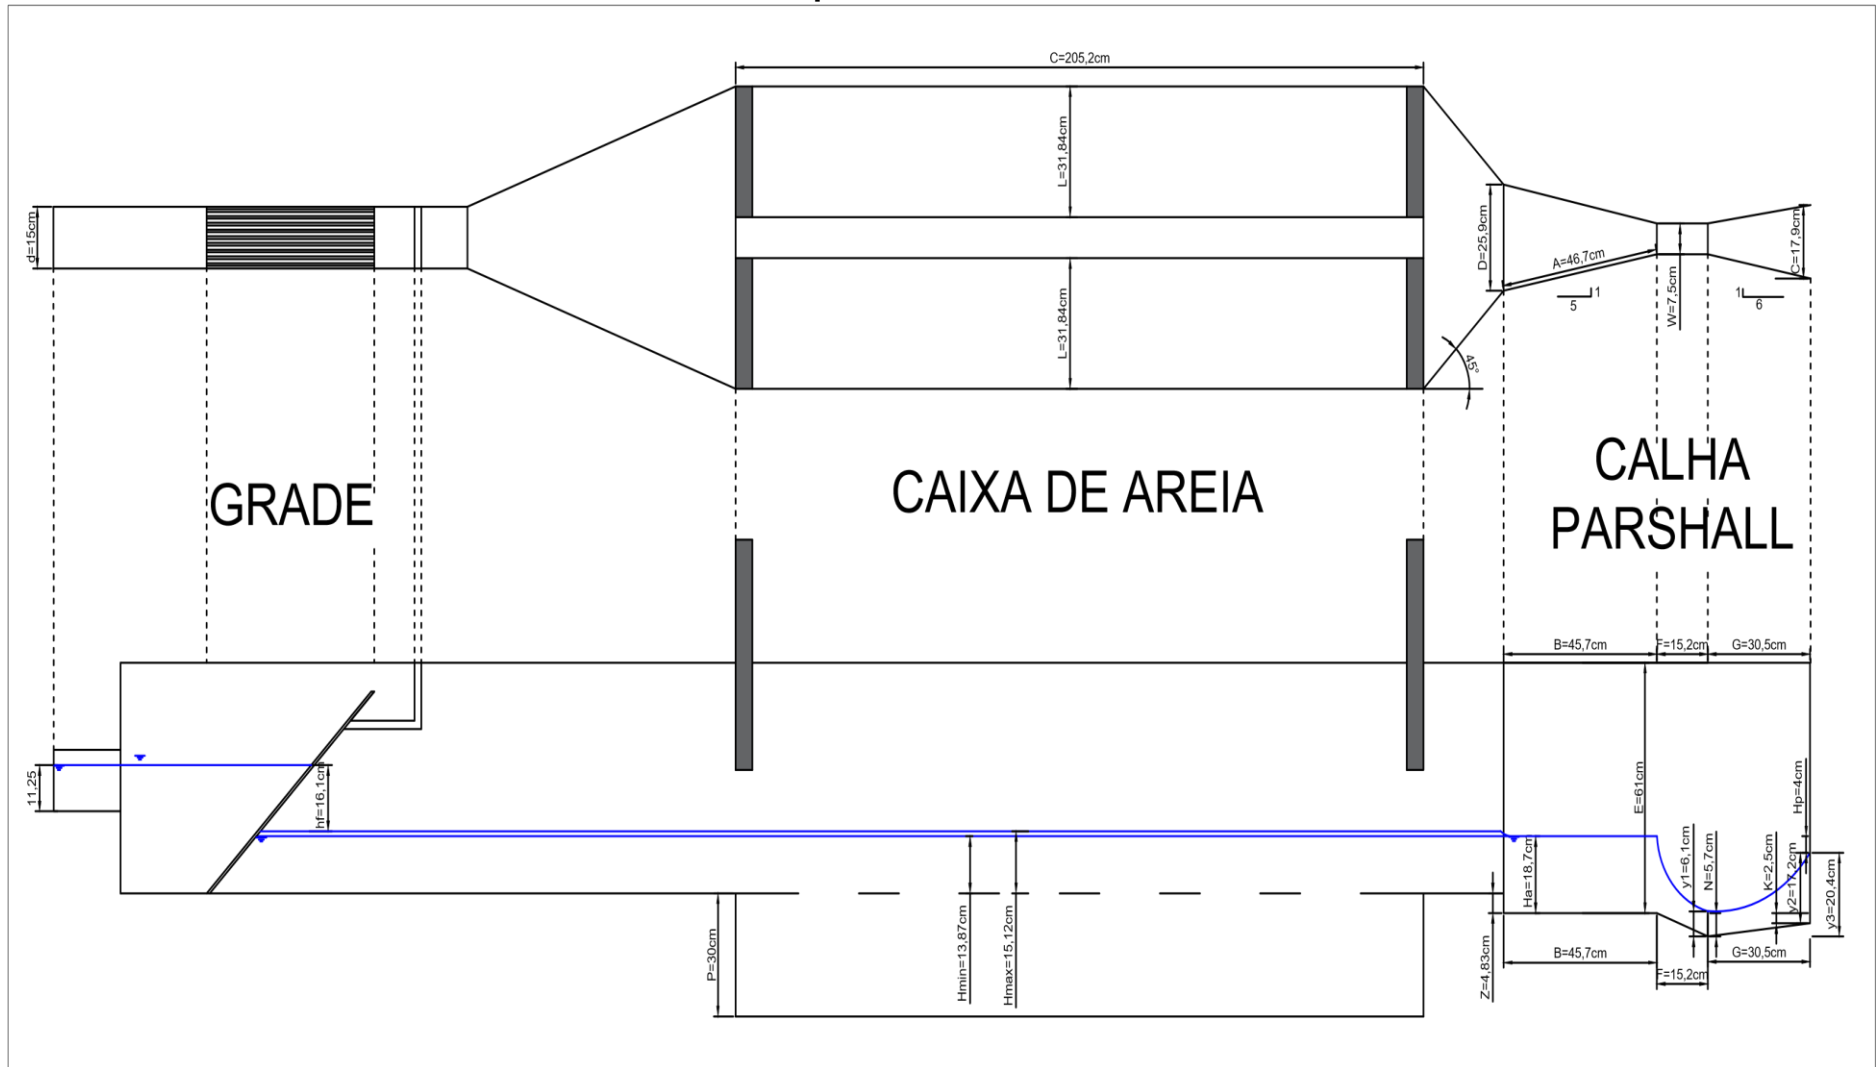 C=205,2cm
L=31,84cm
d=15cm
D=25,9cm
A=46,7cm
C=17,9cm
W=7,5cm
5
1
1
6
L=31,84cm
45°
GRADE
CAIXA DE AREIA
CALHA
PARSHALL
B=45,7cm
F=15,2cm
G=30,5cm
11,25
hf=16,1cm
E=61cm
Hp=4cm
Ha=18,7cm
y1=6,1cm
N=5,7cm
K=2,5cm
y2=17,2cm
y3=20,4cm
P=30cm
Hmin=13,87cm
Hmax=15,12cm
Z=4,83cm
B=45,7cm
F=15,2cm
G=30,5cm